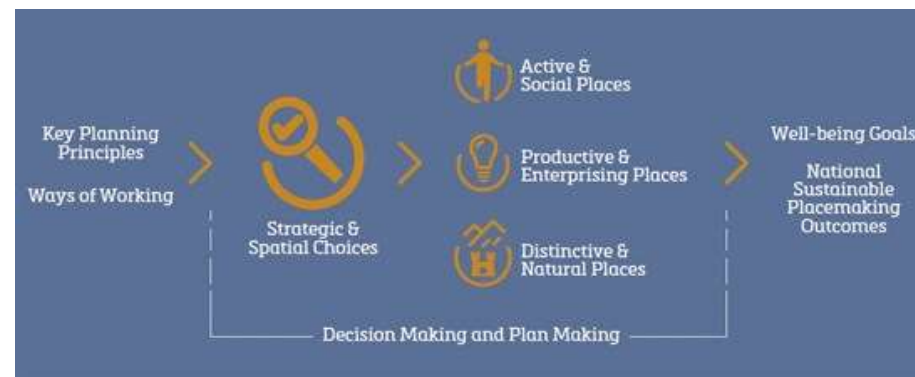 Key Planning
Principles
Ways of Working
Strategic &
Spatial Choices
Active &
Social Places
Productive &
Enterprising Places
Distinctive &
Natural Places
Well-being Goals
National
Sustainable
Placemaking
Outcomes
Decision Making and Plan Making